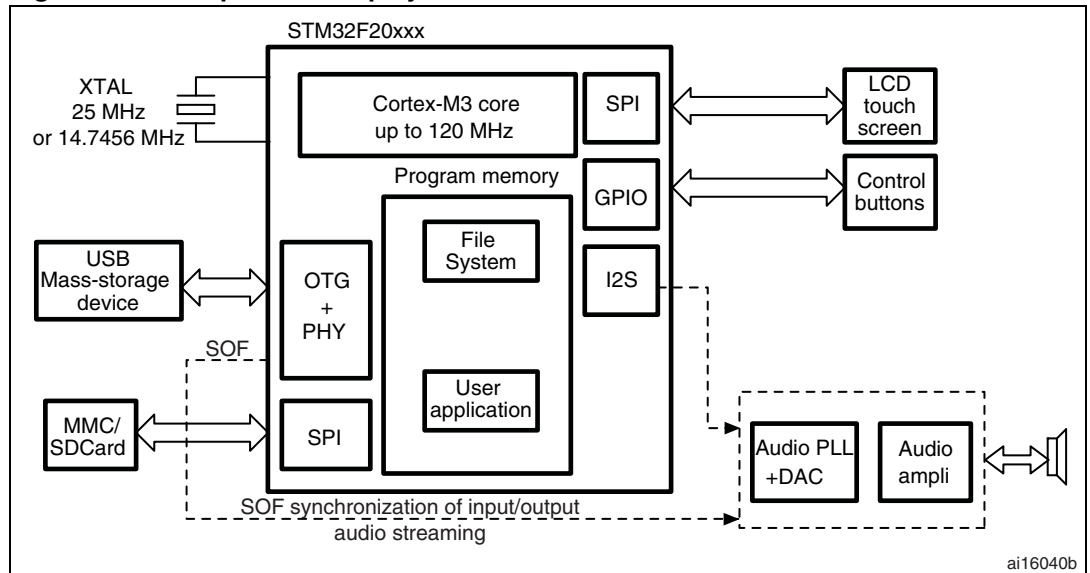 STM32F20xxx
XTAL
25 MHz
or 14.7456 MHz
Cortex-M3 core
up to 120 MHz
SPI
LCD
touch
screen
Program memory
GPIO
Control
buttons
File
System
USB
Mass-storage
device
OTG
+
PHY
I2S
SOF
User
application
MMC/
SDCard
SPI
Audio PLL
+DAC
Audio
ampli
SOF synchronization of input/output
audio streaming
ai16040b